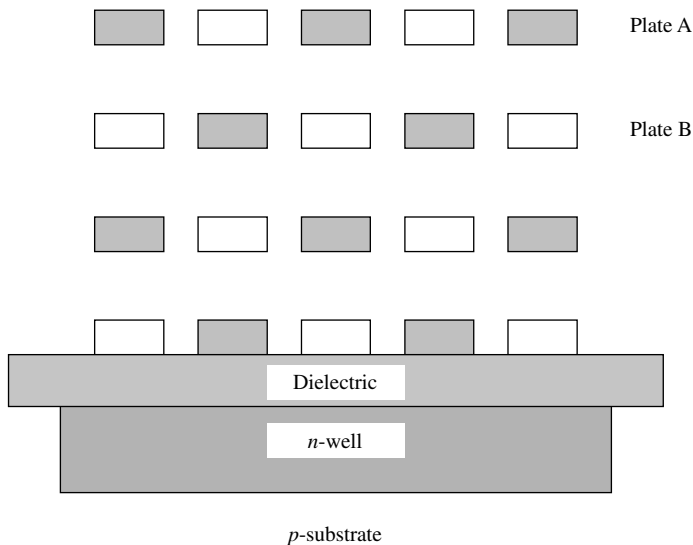 Plate A
Plate B
Dielectric
n-well
p-substrate